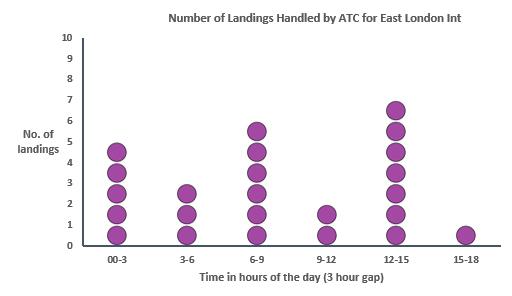 Number of Landings Handled by ATC for East London Int
10
9
8
7
6
5
4
3
2
1
0
No. of
landings
00-3 3-6 6-9 9-12 12-15 15-18
Time in hours of the day (3 hour gap)